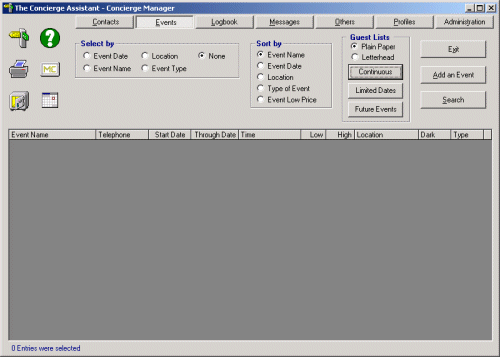 The Concierge Assistant - Concierge Manager
Contacts Events Logbook Messages Others Profiles Administration
Select by
Event Date Location None
Event Name Event Type
Sort by
Event Name
Event Date
Location
Type of Event
Event Low Price
Guest Lists
Plain Paper
Letterhead
Continuous
Limited Dates
Future Events
Exit
Add an Event
Search
MC
Event Name Telephone Start Date Through Date Time Low High Location Dark Type
0 Entries were selected